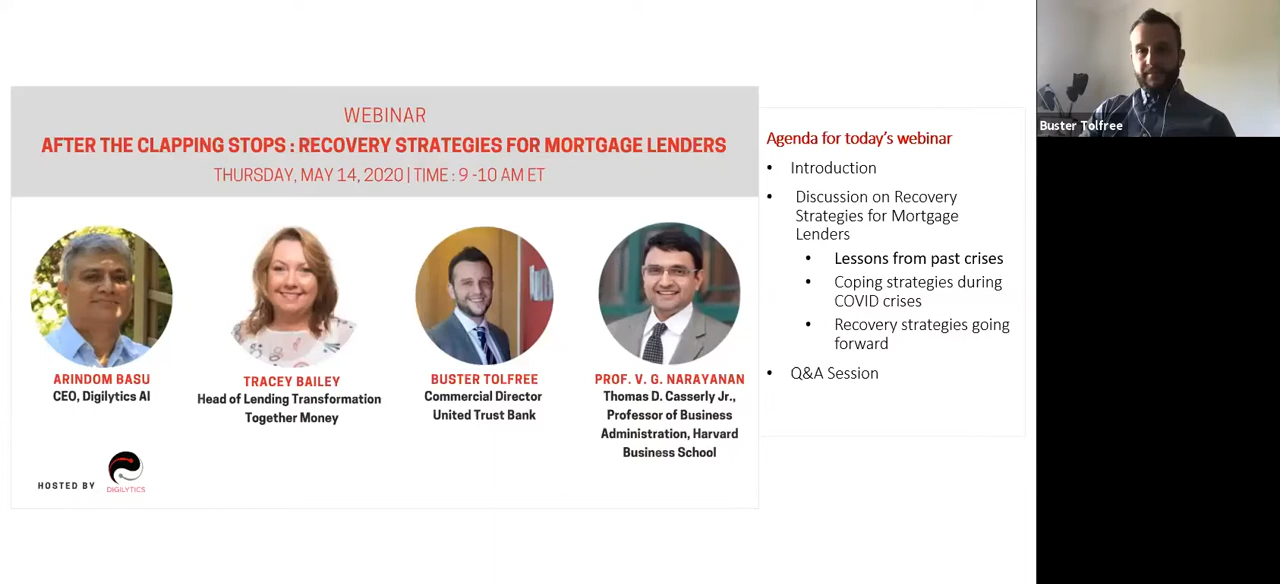 WEBINAR
AFTER THE CLAPPING STOPS : RECOVERY STRATEGIES FOR MORTGAGE LENDERS
THURSDAY, MAY 14, 2020 | TIME : 9 -10 AM ET
ARINDOM BASU
CEO, Digilytics AI
TRACEY BAILEY
Head of Lending Transformation
Together Money
BUSTER TOLFREE
Commercial Director
United Trust Bank
PROF. V. G. NARAYANAN
Thomas D. Casserly Jr.,
Professor of Business
Administration, Harvard
Business School
HOSTED BY
DIGILYTICS
Agenda for today's webinar
• Introduction
• Discussion on Recovery
Strategies for Mortgage
Lenders
• Lessons from past crises
• Coping strategies during
COVID crises
• Recovery strategies going
forward
• Q&A Session
Buster Tolfree